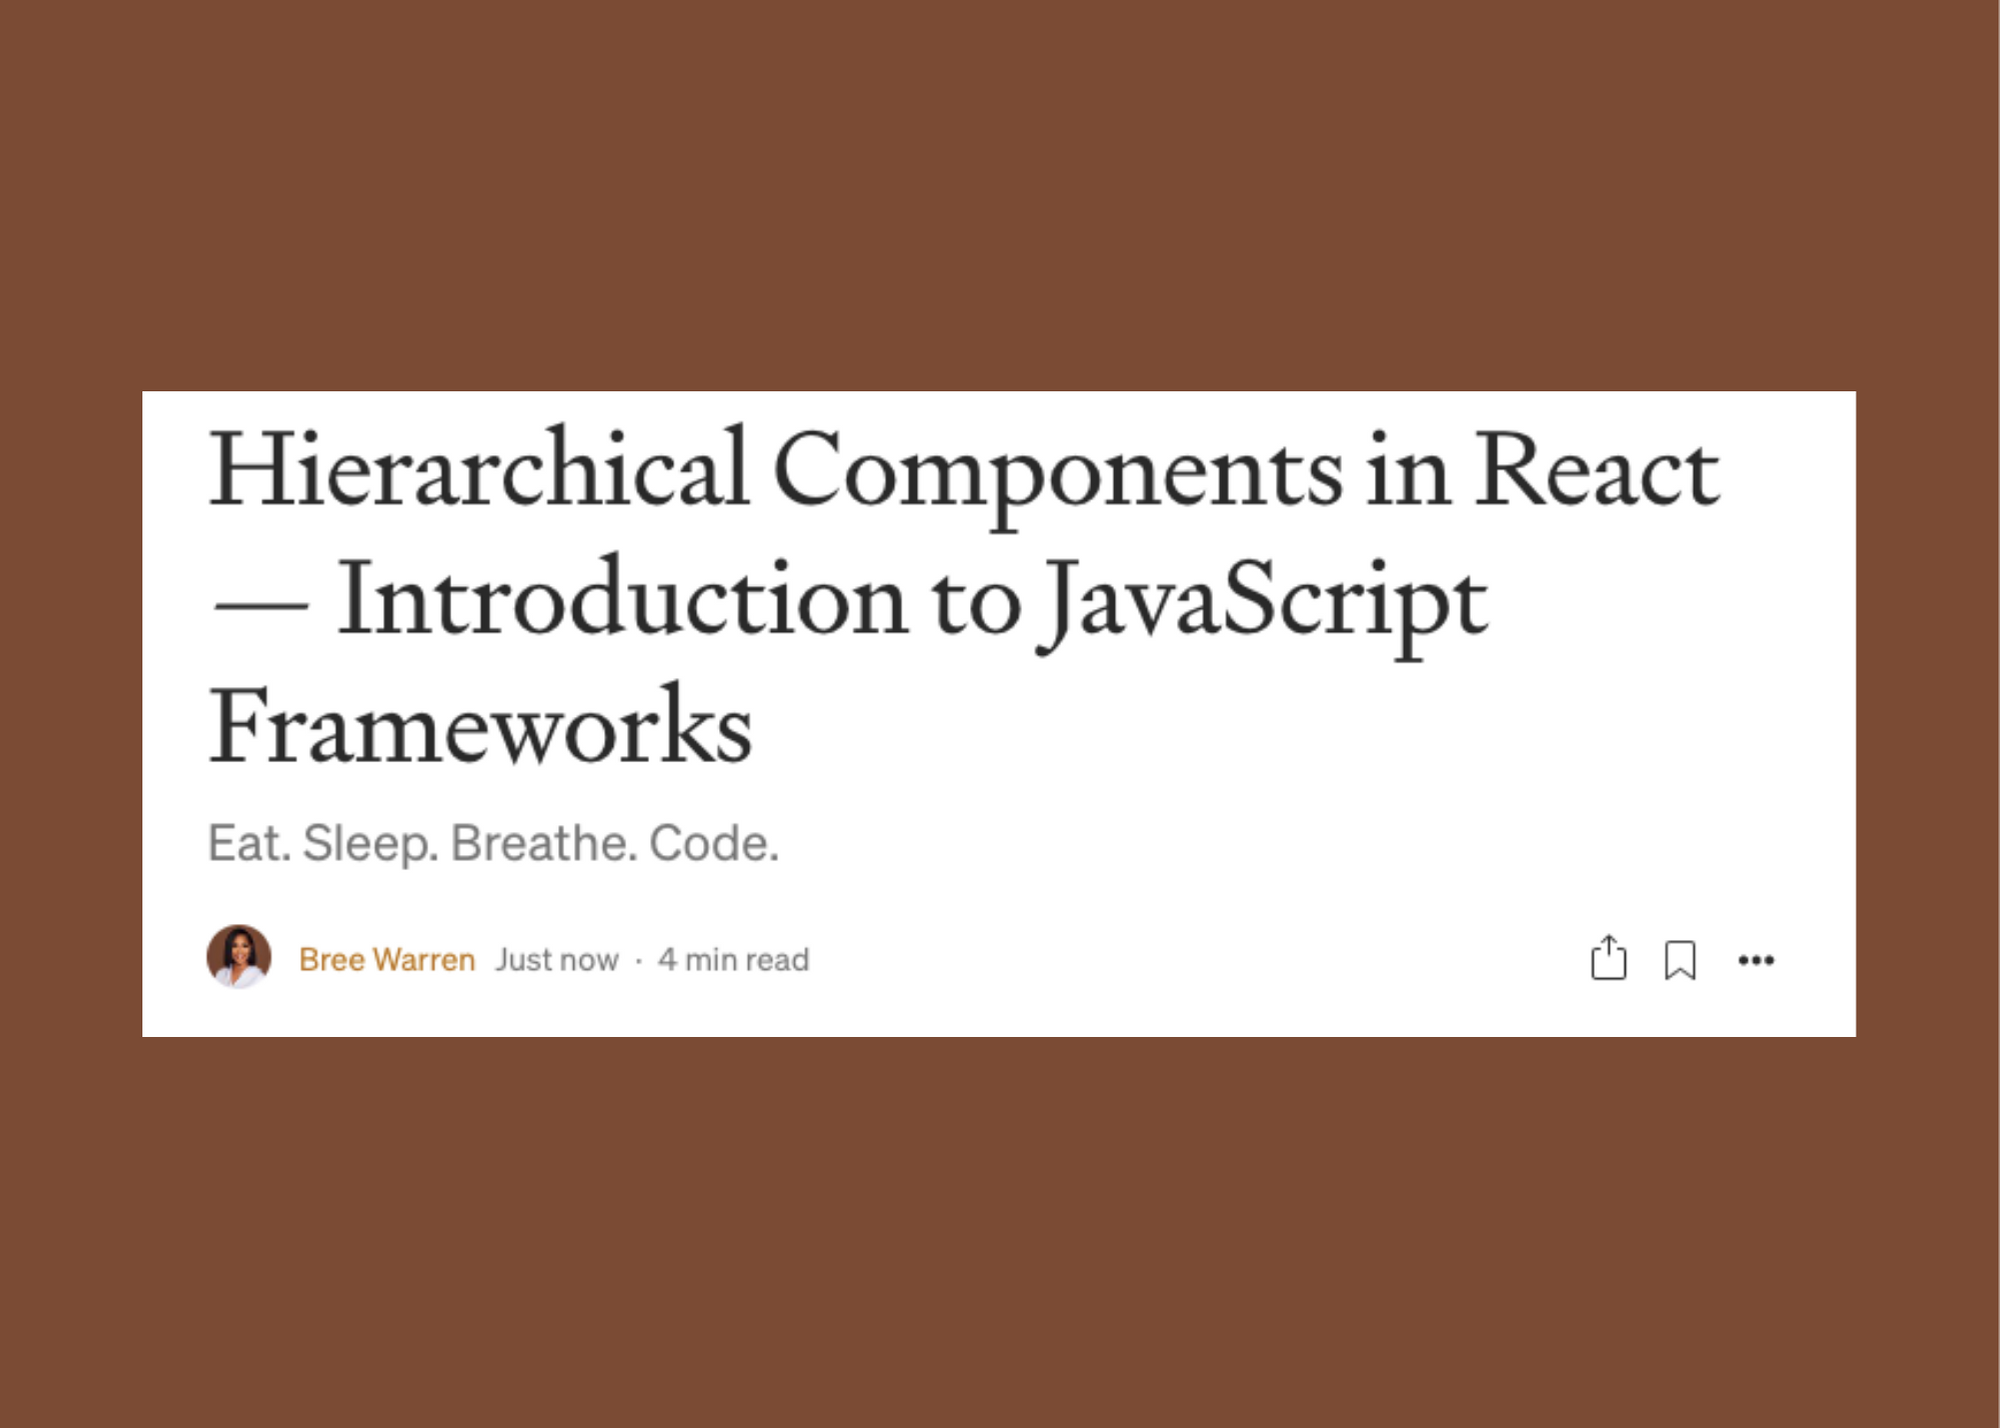 Hierarchical Components in React
— Introduction to JavaScript
Frameworks
Eat. Sleep. Breathe. Code.
Bree Warren Just now · 4 min read